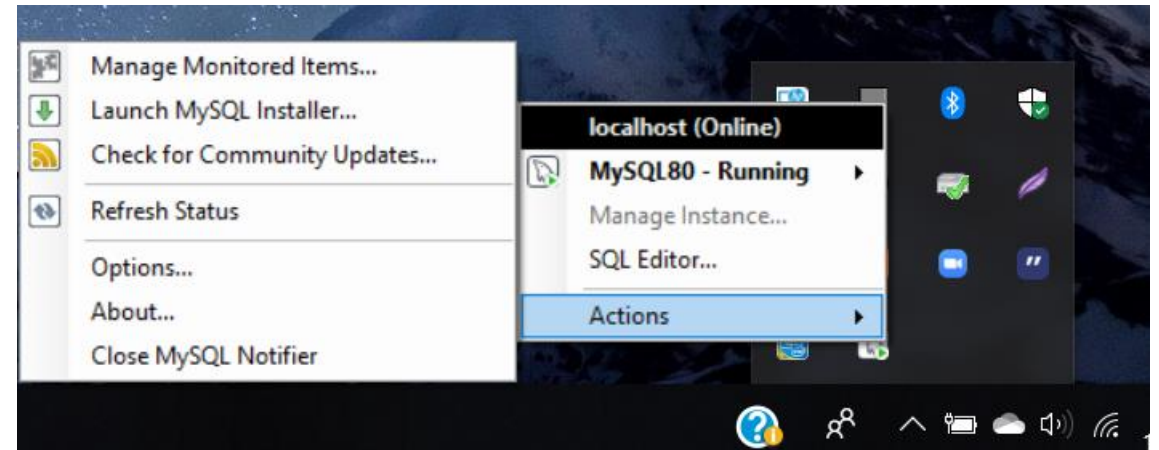 Manage Monitored Items...
Launch MySQL Installer...
Check for Community Updates...
Refresh Status
Options...
About...
Close MySQL Notifier
localhost (Online)
MySQL80 - Running
Manage Instance...
SQL Editor...
Actions